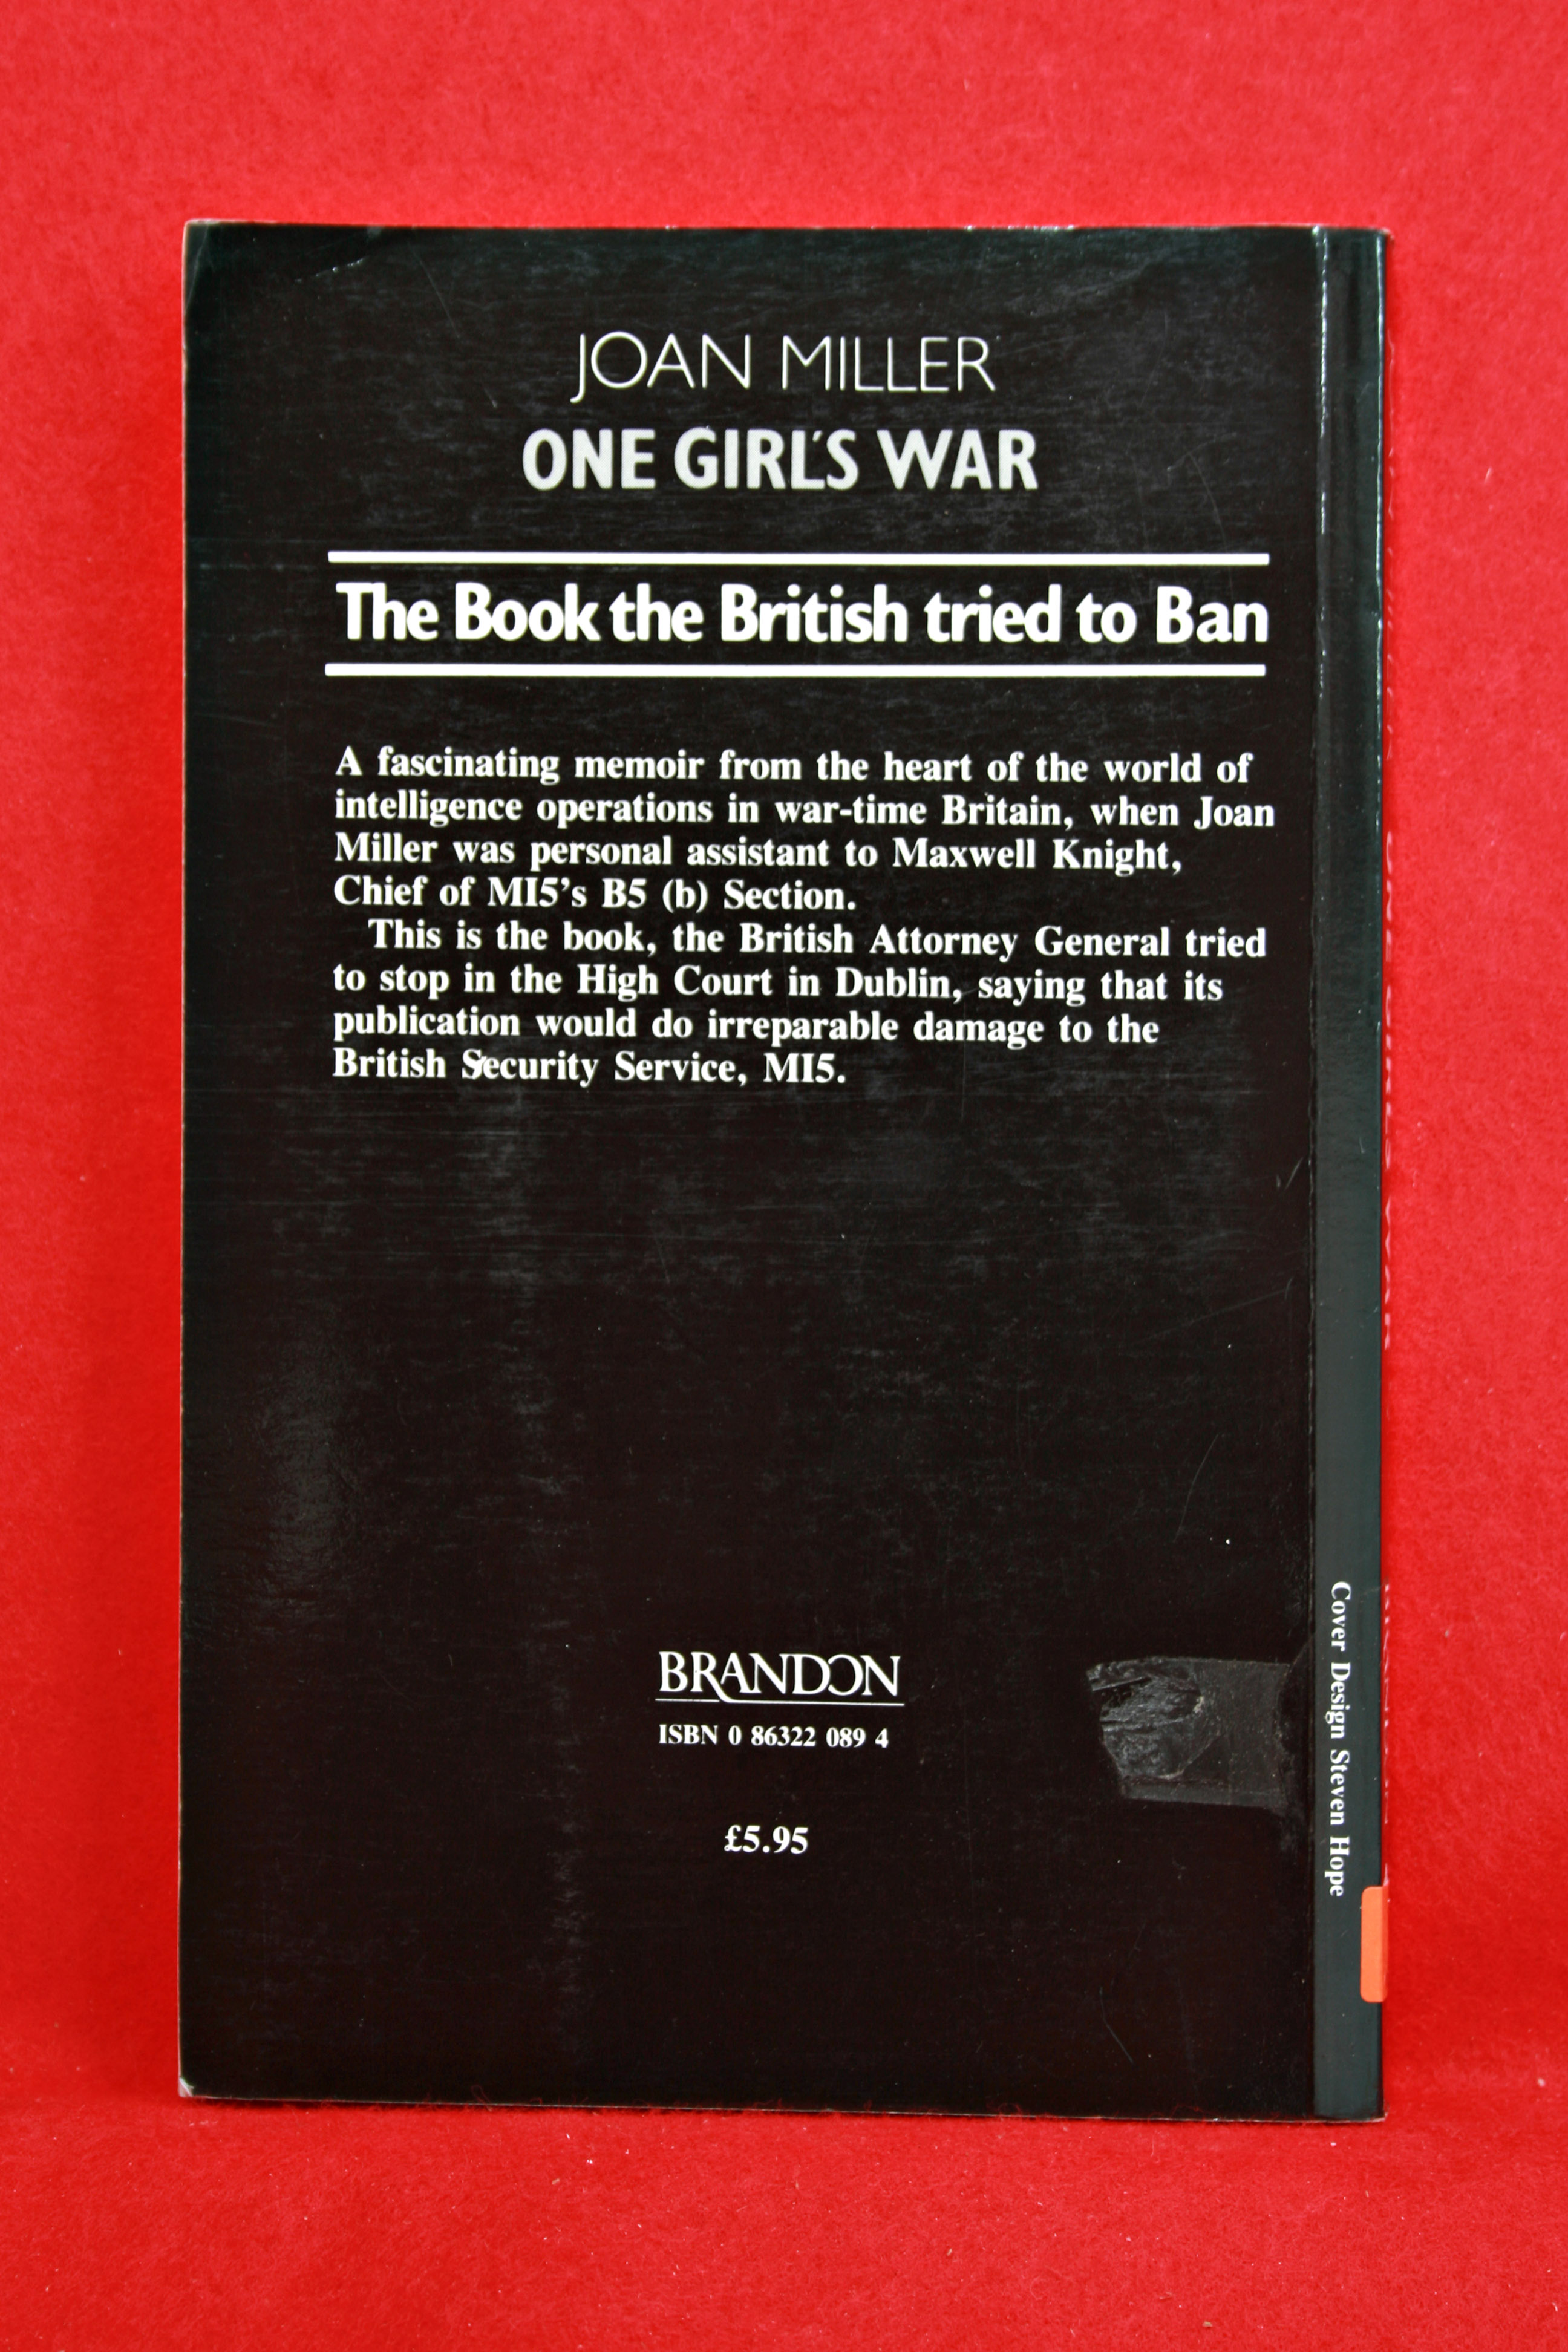 JOAN MILLER
ONE GIRL'S WAR
The Book the British tried to Ban
A fascinating memoir from the heart of the world of
intelligence operations in war-time Britain, when Joan
Miller was personal assistant to Maxwell Knight,
Chief of MI5's B5 (b) Section.
This is the book, the British Attorney General tried
to stop in the High Court in Dublin, saying that its
publication would do irreparable damage to the
British Security Service, MI5.
BRANDON
ISBN 0 86322 089 4
£5.95
Cover Design Steven Hope